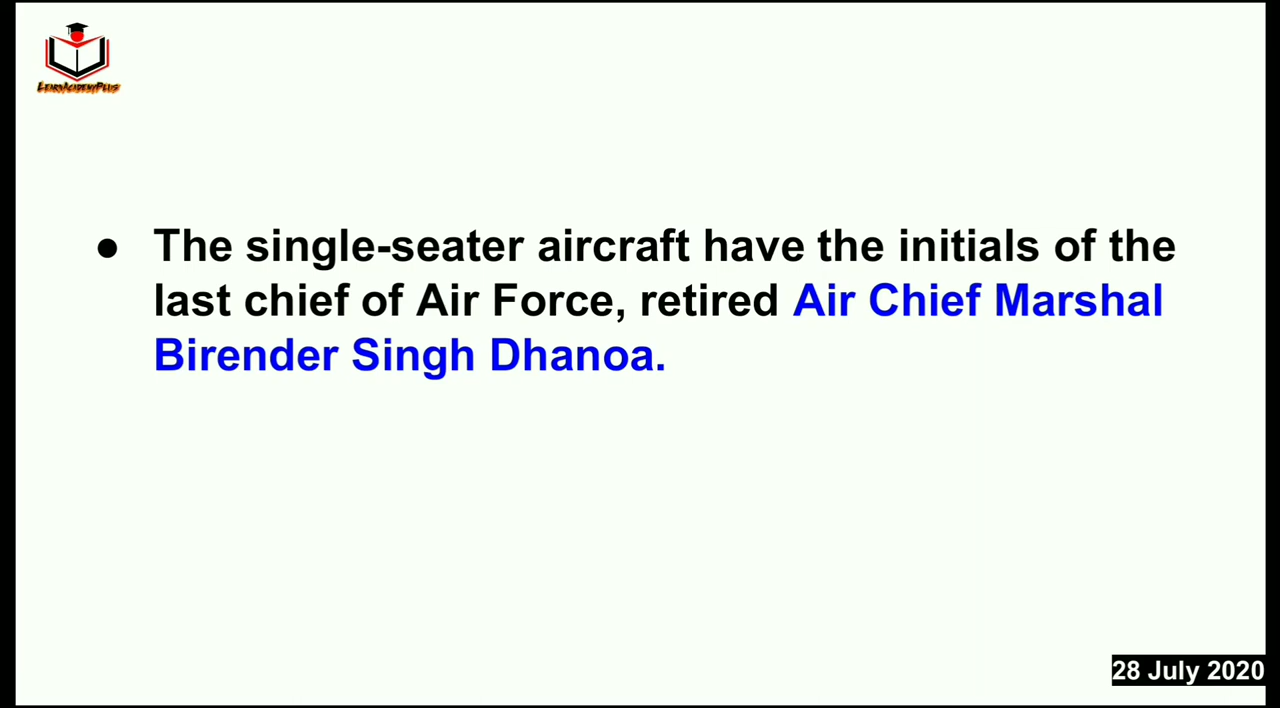 LearnAcademyPlus
● The single-seater aircraft have the initials of the
last chief of Air Force, retired Air Chief Marshal
Birender Singh Dhanoa.
28 July 2020